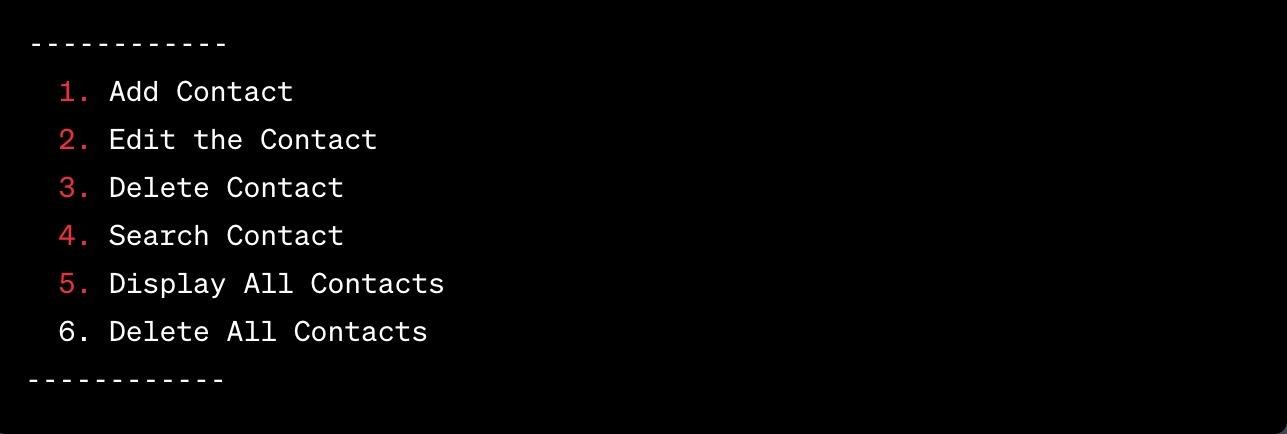 ------------
1. Add Contact
2. Edit the Contact
3. Delete Contact
4. Search Contact
5. Display All Contacts
6. Delete All Contacts
------------